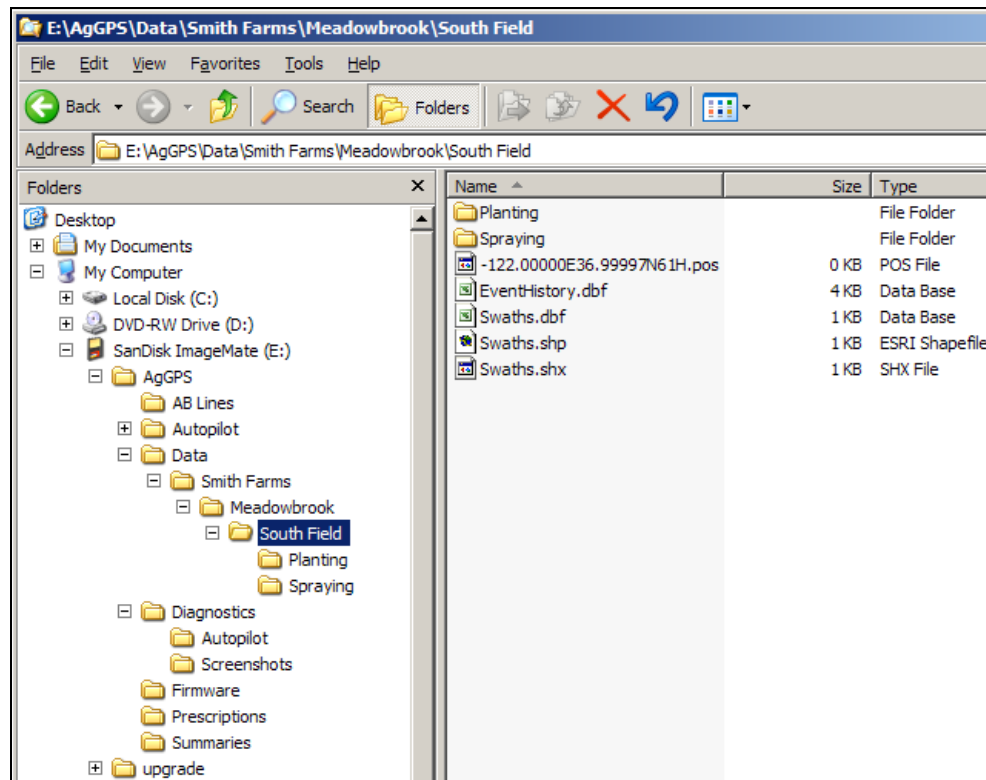 E:\AgGPS\Data\Smith Farms\Meadowbrook\South Field
File Edit View Favorites Tools Help
Back Search Folders
Address E:\AgGPS\Data\Smith Farms\Meadowbrook\South Field
Folders
Desktop
My Documents
My Computer
Local Disk (C:)
DVD-RW Drive (D:)
SanDisk ImageMate (E:)
AgGPS
AB Lines
Autopilot
Data
Smith Farms
Meadowbrook
South Field
Planting
Spraying
Diagnostics
Autopilot
Screenshots
Firmware
Prescriptions
Summaries
upgrade
Name Size Type
Planting File Folder
Spraying File Folder
-122.00000E36.99997N61H.pos 0 KB POS File
EventHistory.dbf 4 KB Data Base
Swaths.dbf 1 KB Data Base
Swaths.shp 1 KB ESRI Shapefile
Swaths.shx 1 KB SHX File